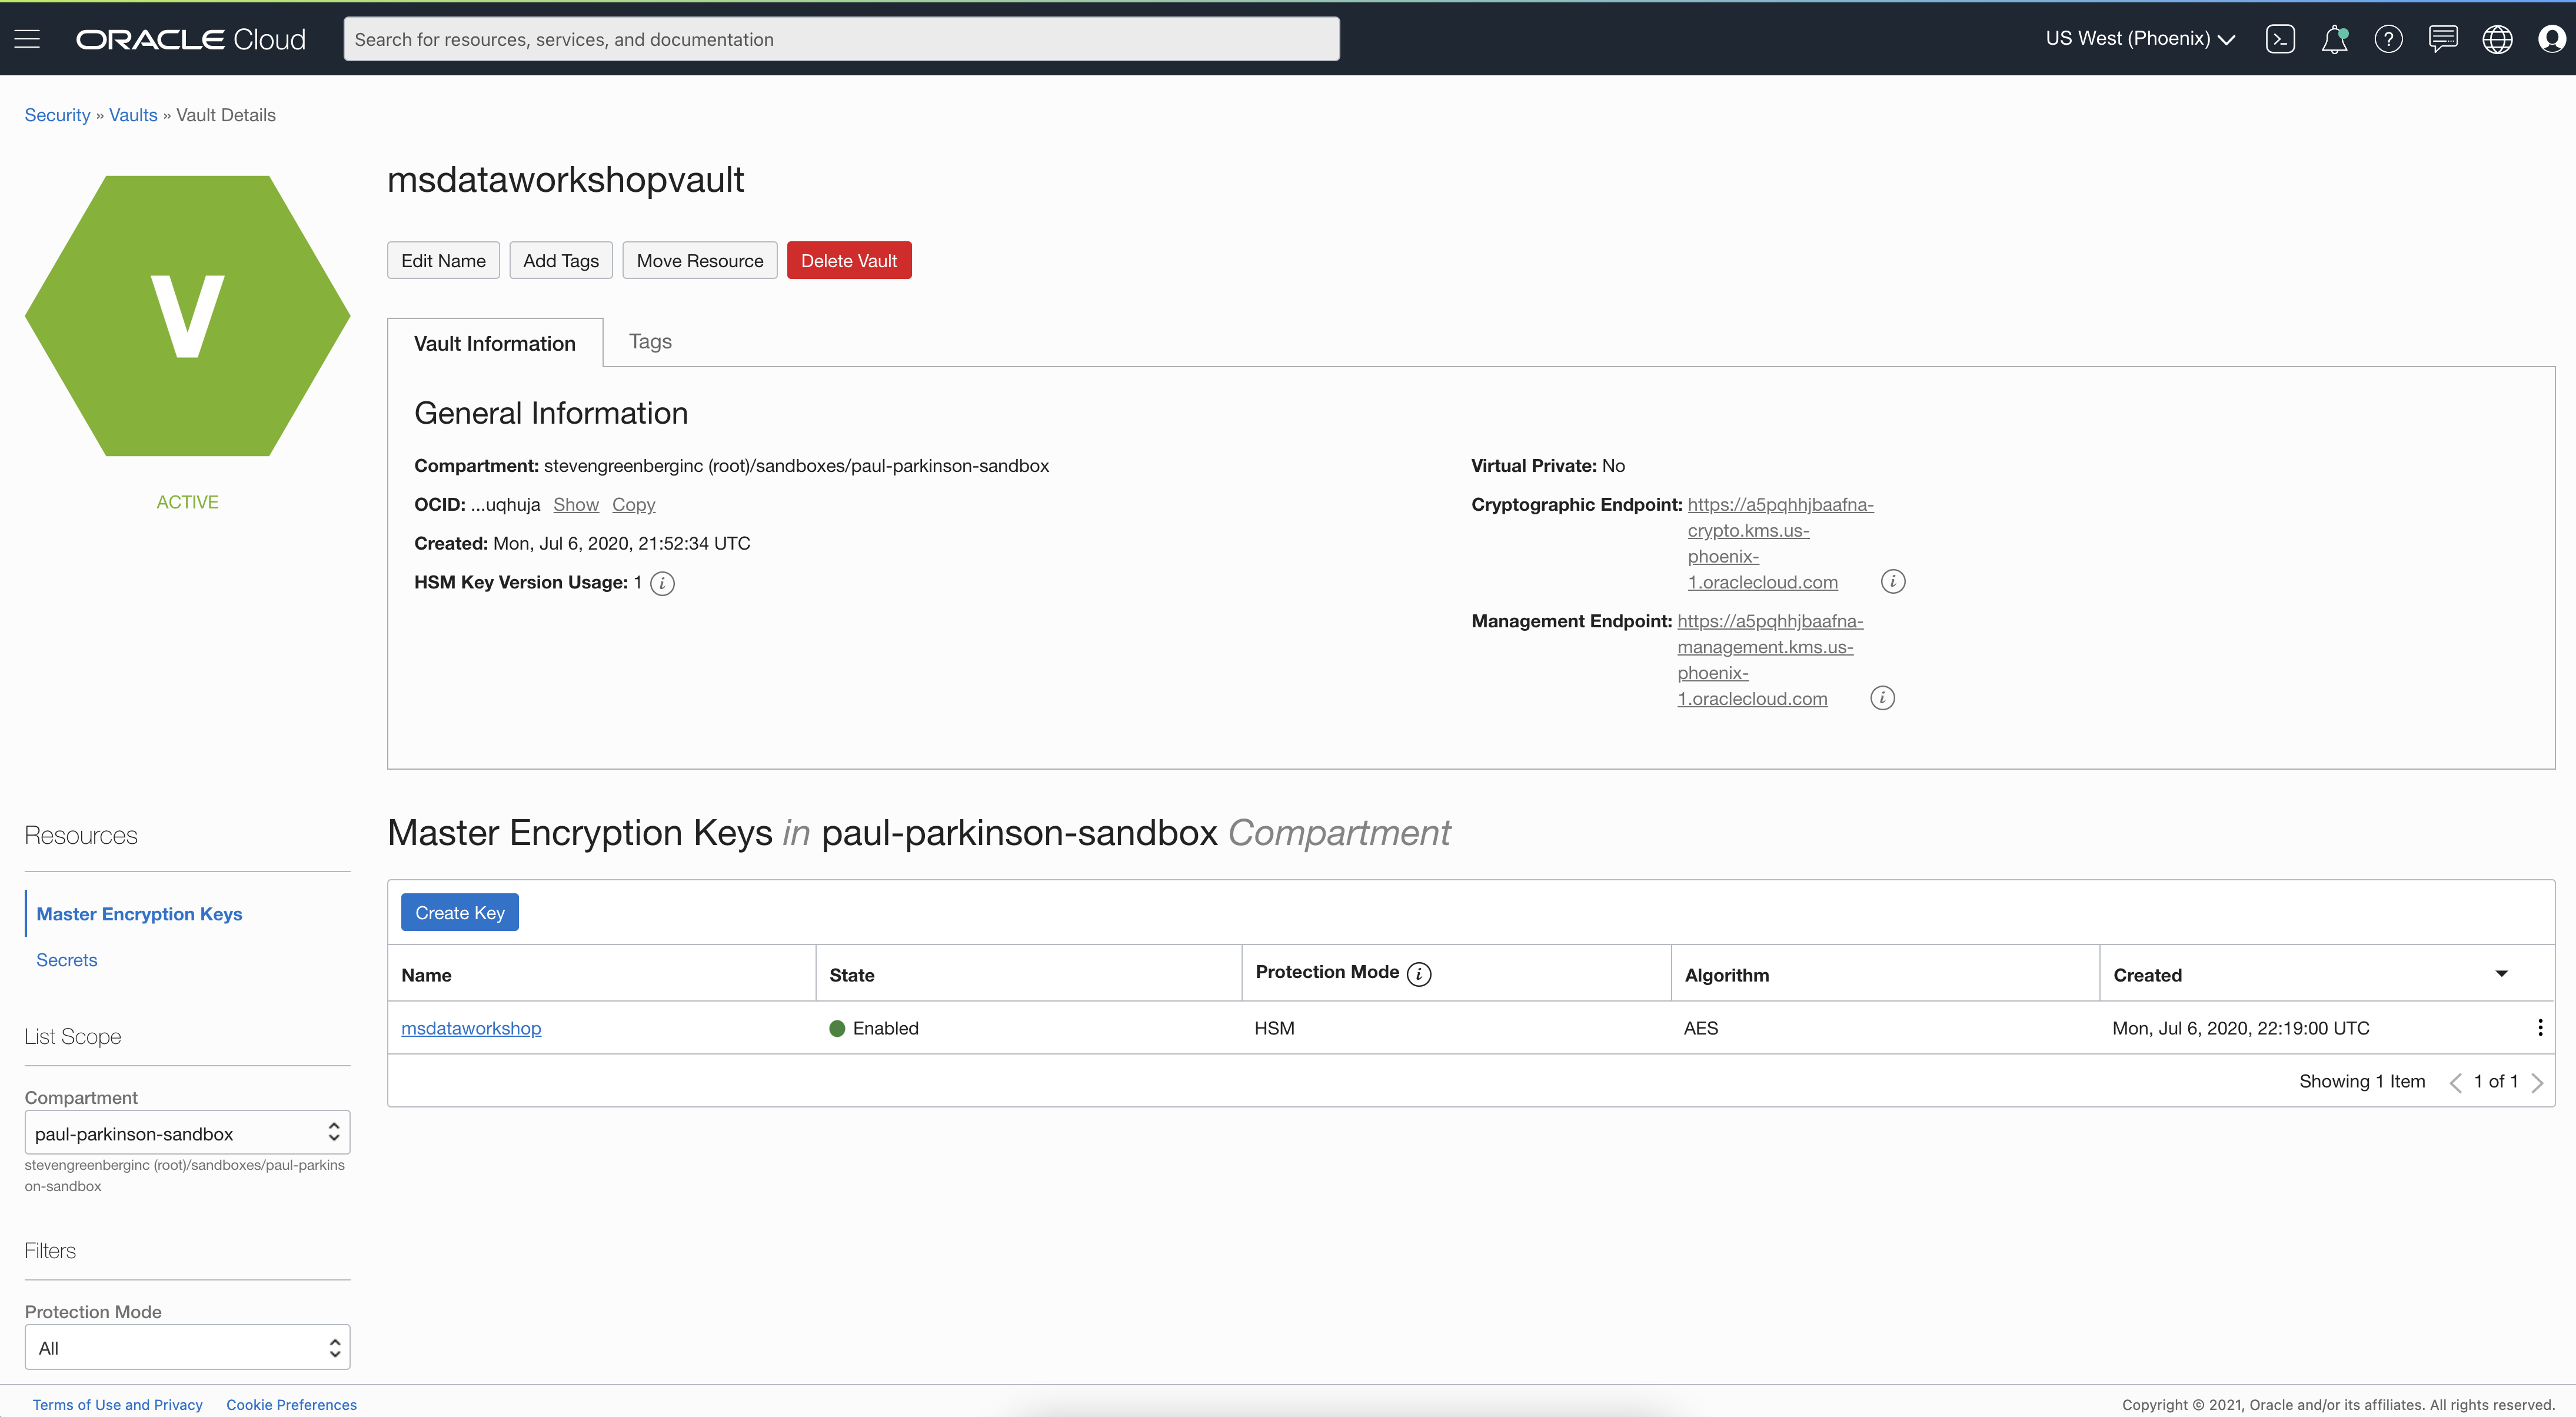 ORACLE Cloud
Search for resources, services, and documentation
US West (Phoenix)
Security » Vaults » Vault Details
V
ACTIVE
msdataworkshopvault
Edit Name
Add Tags
Move Resource
Delete Vault
Vault Information
Tags
General Information
Compartment: stevengreenberginc (root)/sandboxes/paul-parkinson-sandbox
OCID: ...uqhuja Show Copy
Created: Mon, Jul 6, 2020, 21:52:34 UTC
HSM Key Version Usage: 1
Virtual Private: No
Cryptographic Endpoint: https://a5pqhhjbaafna-
crypto.kms.us-
phoenix-
1.oraclecloud.com
Management Endpoint: https://a5pqhhjbaafna-
management.kms.us-
phoenix-
1.oraclecloud.com
Resources
Master Encryption Keys
Secrets
List Scope
Compartment
paul-parkinson-sandbox
stevengreenberginc (root)/sandboxes/paul-parkins
on-sandbox
Filters
Protection Mode
All
Master Encryption Keys in paul-parkinson-sandbox Compartment
Create Key
Name State Protection Mode Algorithm Created
msdataworkshop Enabled HSM AES Mon, Jul 6, 2020, 22:19:00 UTC
Showing 1 Item 1 of 1
Terms of Use and Privacy Cookie Preferences
Copyright © 2021, Oracle and/or its affiliates. All rights reserved.